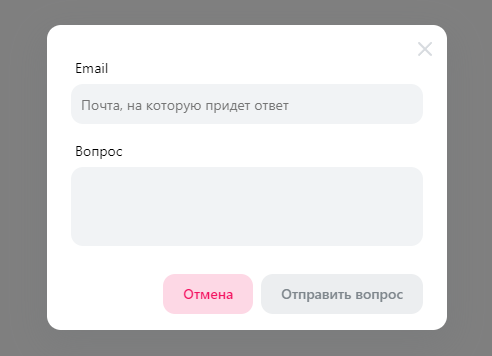 Email
Почта, на которую придет ответ
Вопрос
Отмена
Отправить вопрос